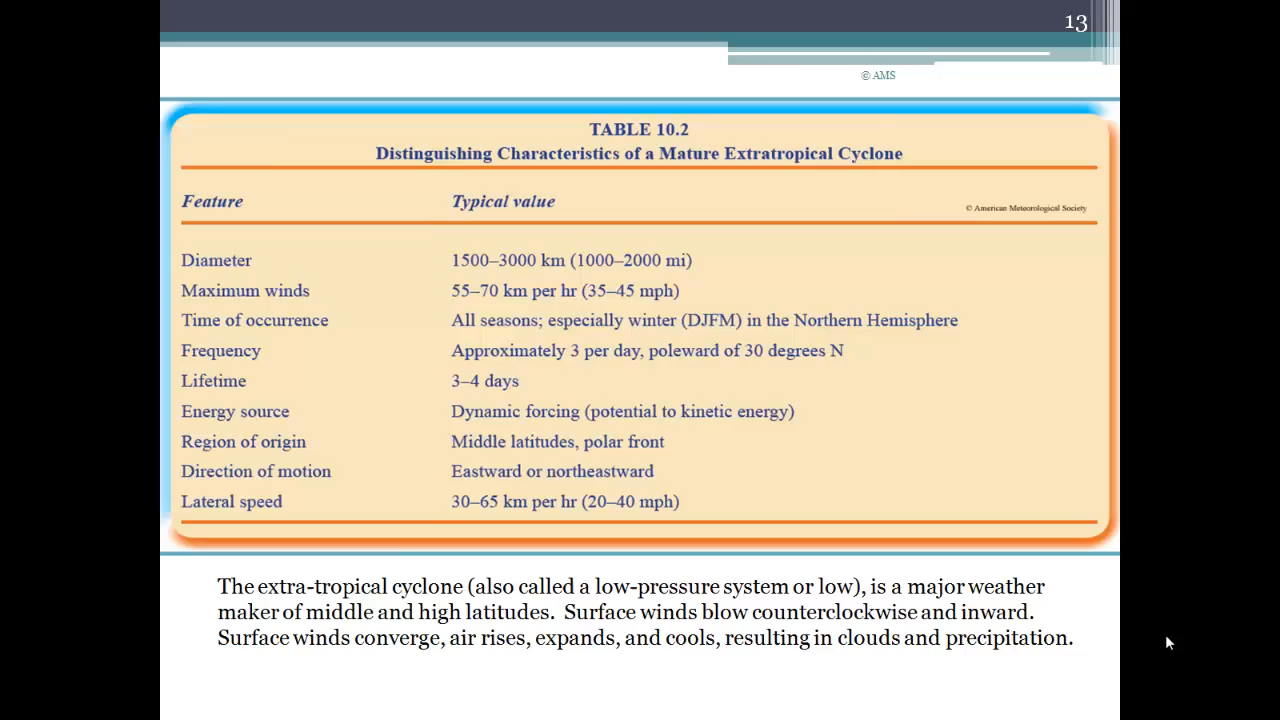 13
© AMS
TABLE 10.2
Distinguishing Characteristics of a Mature Extratropical Cyclone
Feature Typical value © American Meteorological Society
Diameter 1500–3000 km (1000–2000 mi)
Maximum winds 55–70 km per hr (35–45 mph)
Time of occurrence All seasons; especially winter (DJFM) in the Northern Hemisphere
Frequency Approximately 3 per day, poleward of 30 degrees N
Lifetime 3–4 days
Energy source Dynamic forcing (potential to kinetic energy)
Region of origin Middle latitudes, polar front
Direction of motion Eastward or northeastward
Lateral speed 30–65 km per hr (20–40 mph)
The extra-tropical cyclone (also called a low-pressure system or low), is a major weather
maker of middle and high latitudes. Surface winds blow counterclockwise and inward.
Surface winds converge, air rises, expands, and cools, resulting in clouds and precipitation.